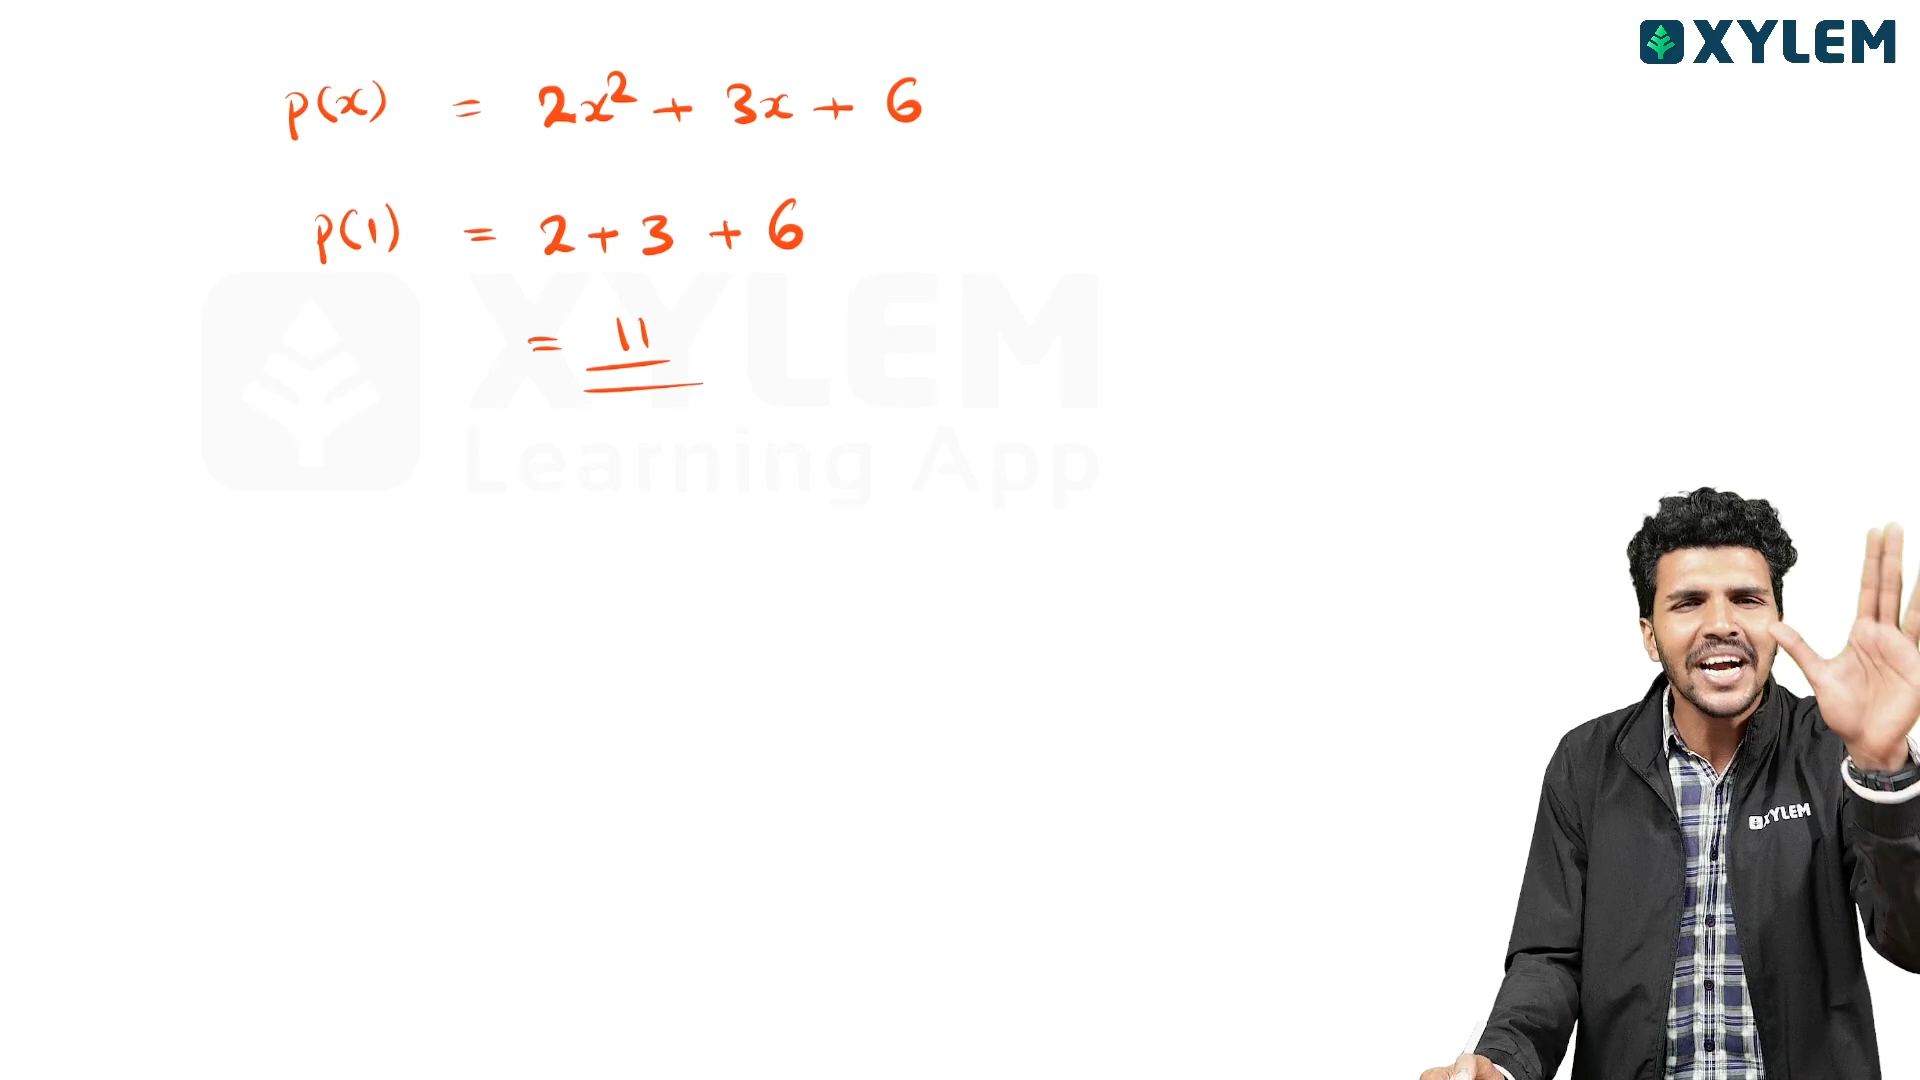 XYLEM
p(x) = 2x² + 3x + 6
p(1) = 2 + 3 + 6
= 11
XYLEM
Learning App
XYLEM